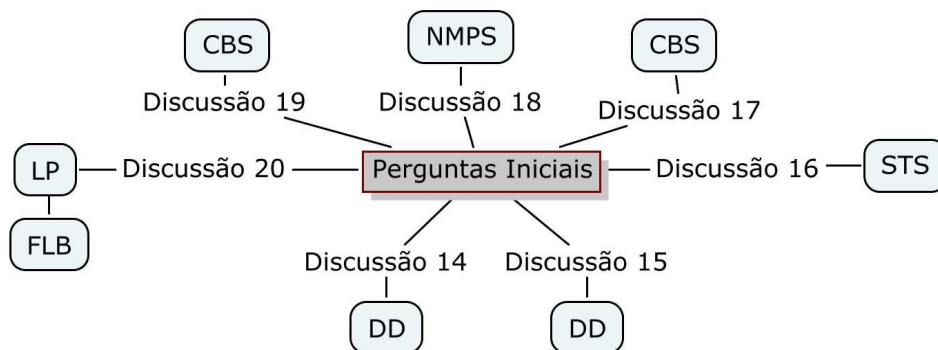 CBS
NMPS
CBS
Discussão 19
Discussão 18
Discussão 17
LP
Discussão 20
Perguntas Iniciais
Discussão 16
STS
FLB
Discussão 14
Discussão 15
DD
DD